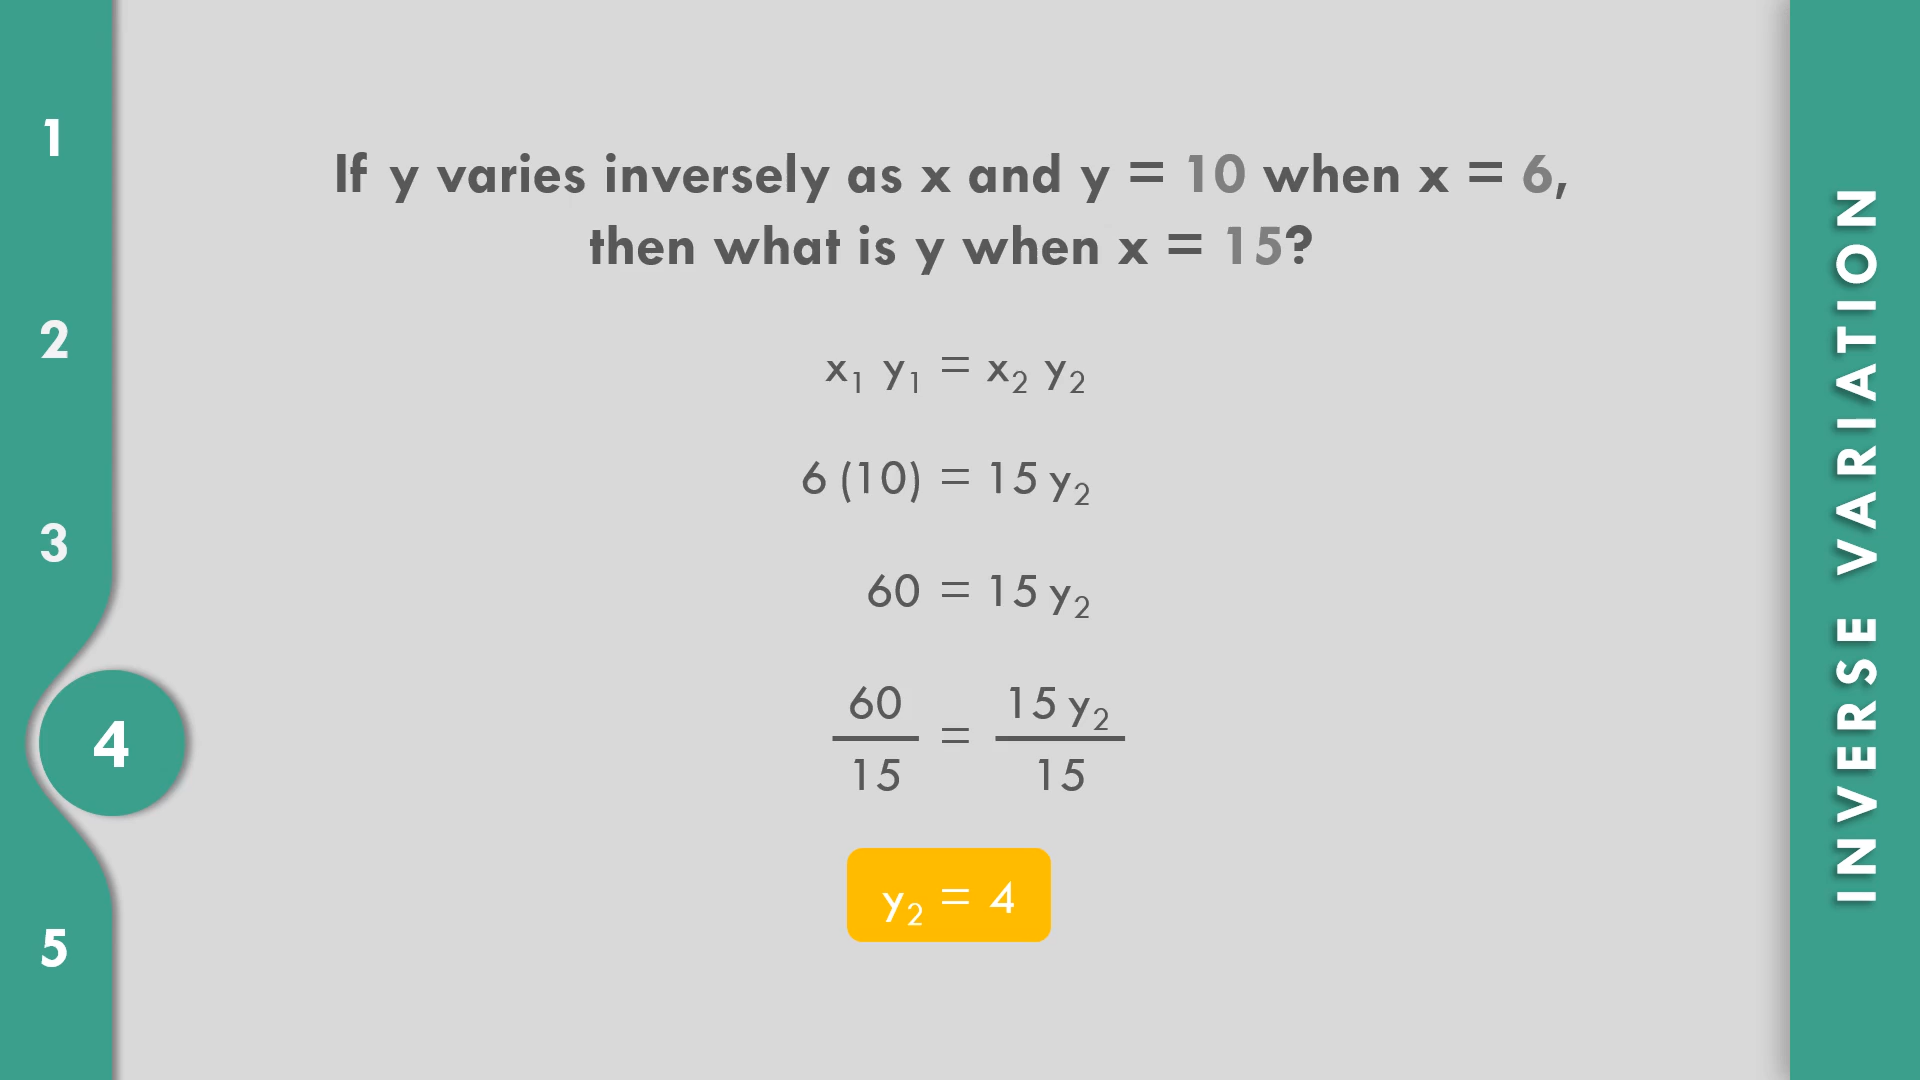 1
2
3
4
5
If y varies inversely as x and y = 10 when x = 6,
then what is y when x = 15?
x₁ y₁ = x₂ y₂
6 (10) = 15 y₂
60 = 15 y₂
60/15 = 15 y₂/15
y₂ = 4
INVERSE VARIATION